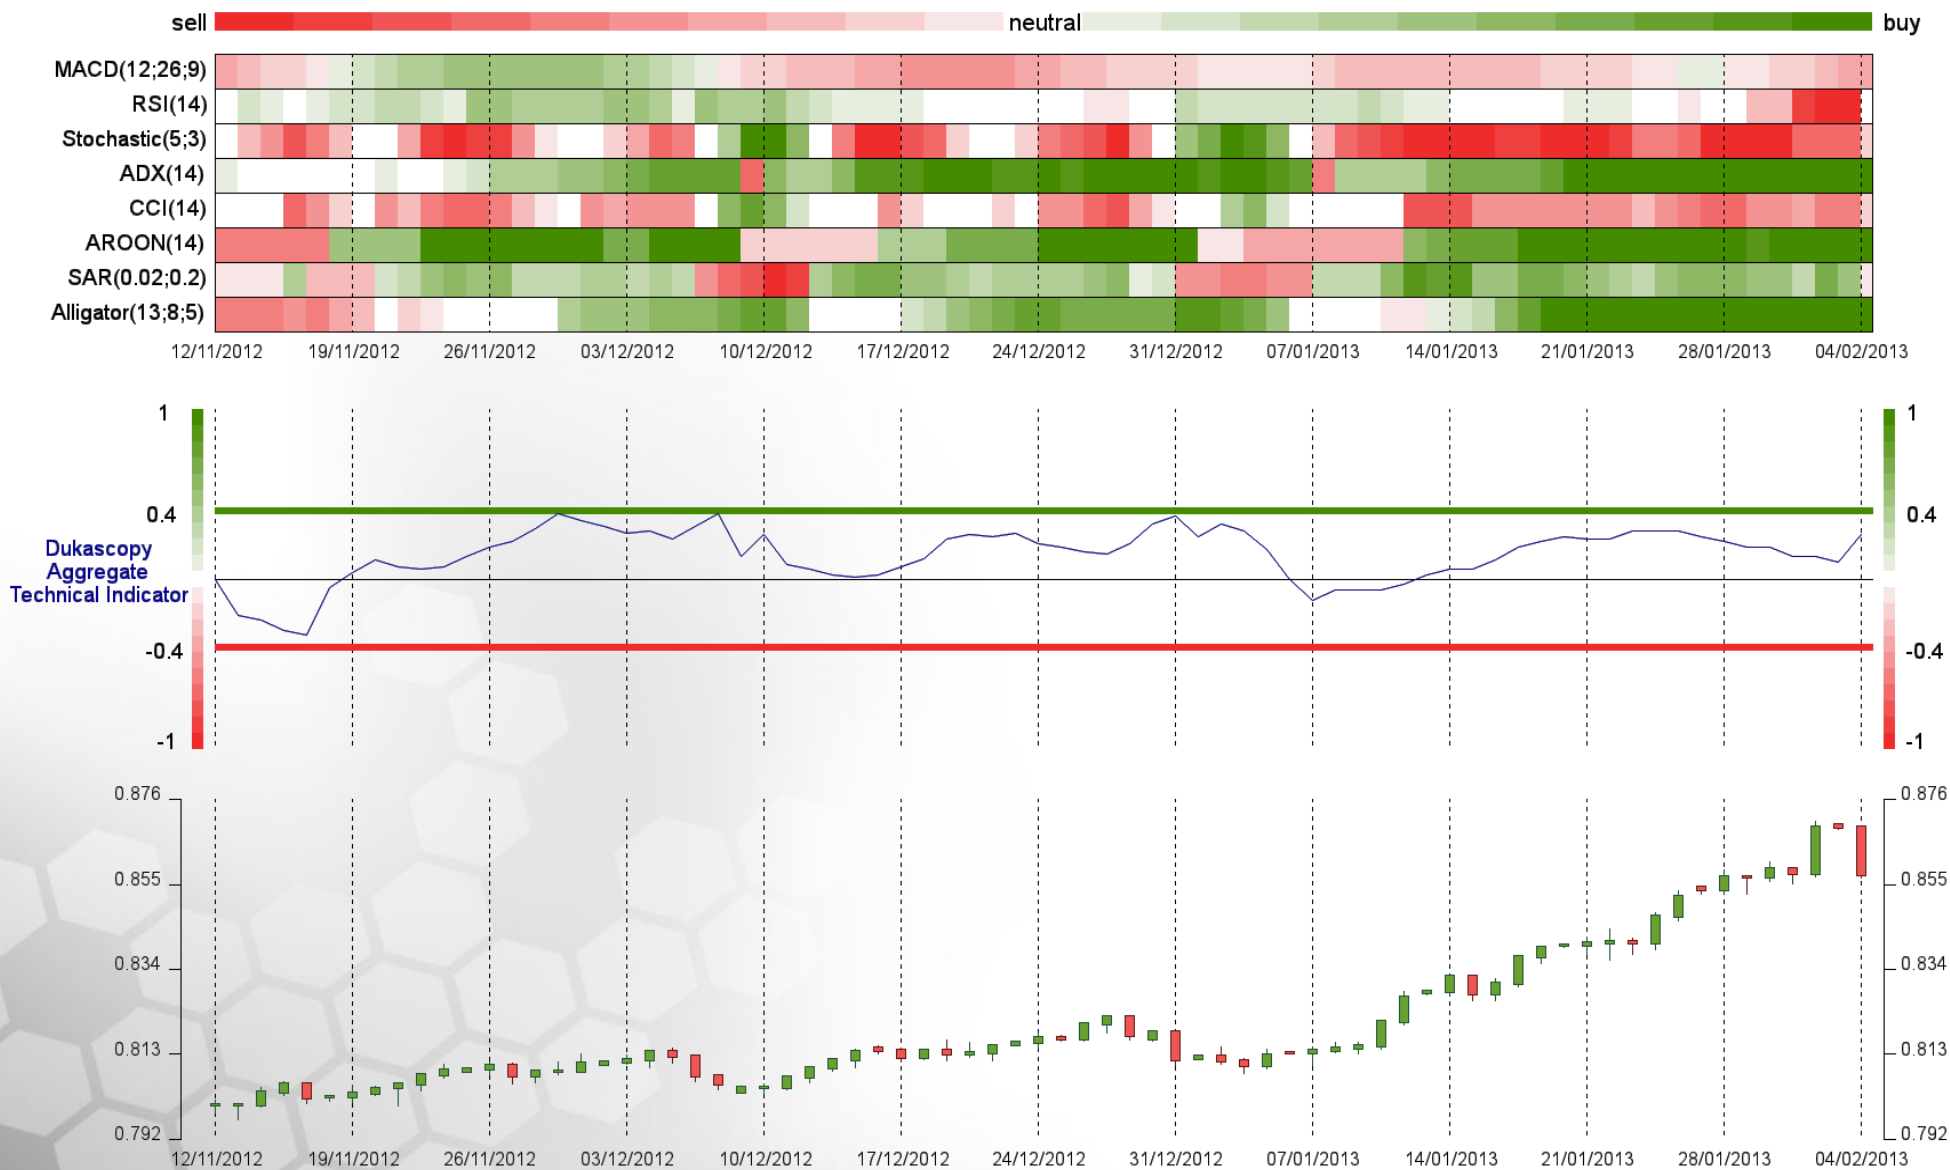 sell neutral buy
MACD(12;26;9)
RSI(14)
Stochastic(5;3)
ADX(14)
CCI(14)
AROON(14)
SAR(0.02;0.2)
Alligator(13;8;5)
12/11/2012 19/11/2012 26/11/2012 03/12/2012 10/12/2012 17/12/2012 24/12/2012 31/12/2012 07/01/2013 14/01/2013 21/01/2013 28/01/2013 04/02/2013
1 1
0.4 0.4
Dukascopy
Aggregate
Technical Indicator
-0.4 -0.4
-1 -1
0.876 0.876
0.855 0.855
0.834 0.834
0.813 0.813
0.792 0.792
12/11/2012 19/11/2012 26/11/2012 03/12/2012 10/12/2012 17/12/2012 24/12/2012 31/12/2012 07/01/2013 14/01/2013 21/01/2013 28/01/2013 04/02/2013